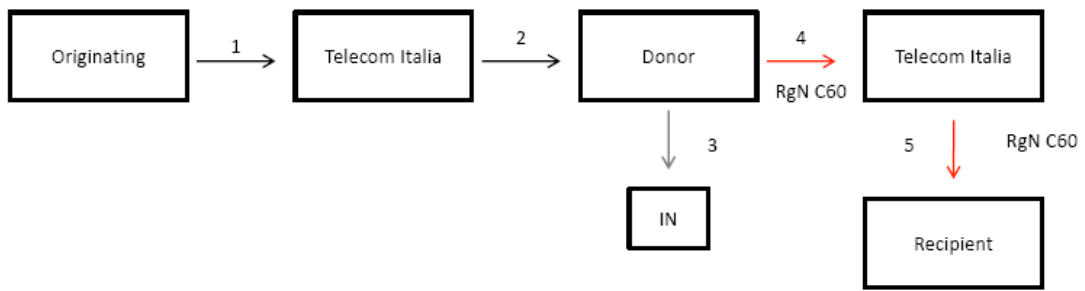 Originating
1
Telecom Italia
2
Donor
4
RgN C60
Telecom Italia
3
5
RgN C60
IN
Recipient